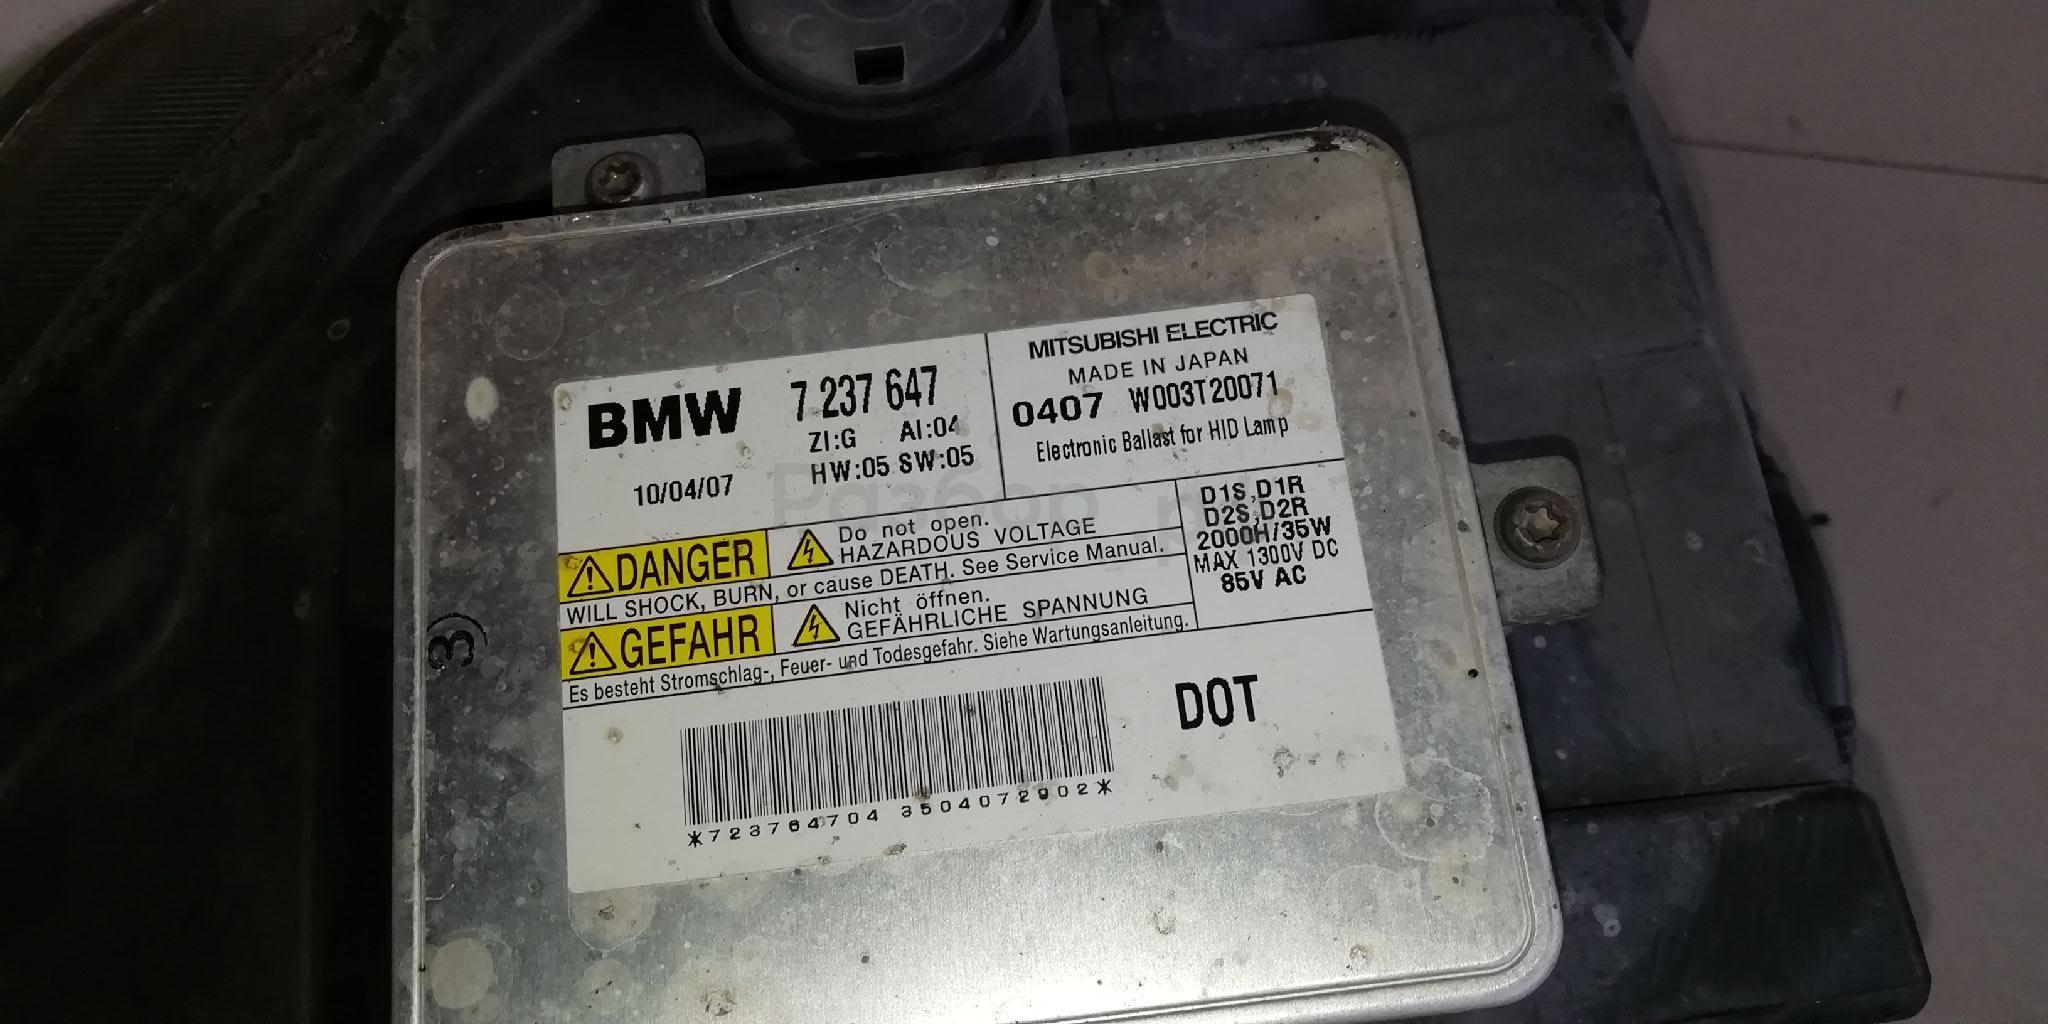 BMW 7 237 647
ZI:G AI:04
HW:05 SW:05
10/04/07
MITSUBISHI ELECTRIC
MADE IN JAPAN
0407 W003T20071
Electronic Ballast for HID Lamp
DANGER
Do not open.
HAZARDOUS VOLTAGE
WILL SHOCK, BURN, or cause DEATH. See Service Manual.
GEFAHR
Nicht öffnen.
GEFÄHRLICHE SPANNUNG
Es besteht Stromschlag-, Feuer- und Todesgefahr. Siehe Wartungsanleitung.
D1S,D1R
D2S,D2R
2000H/35W
MAX 1300V DC
85V AC
*723764704 3504072902*
DOT
3